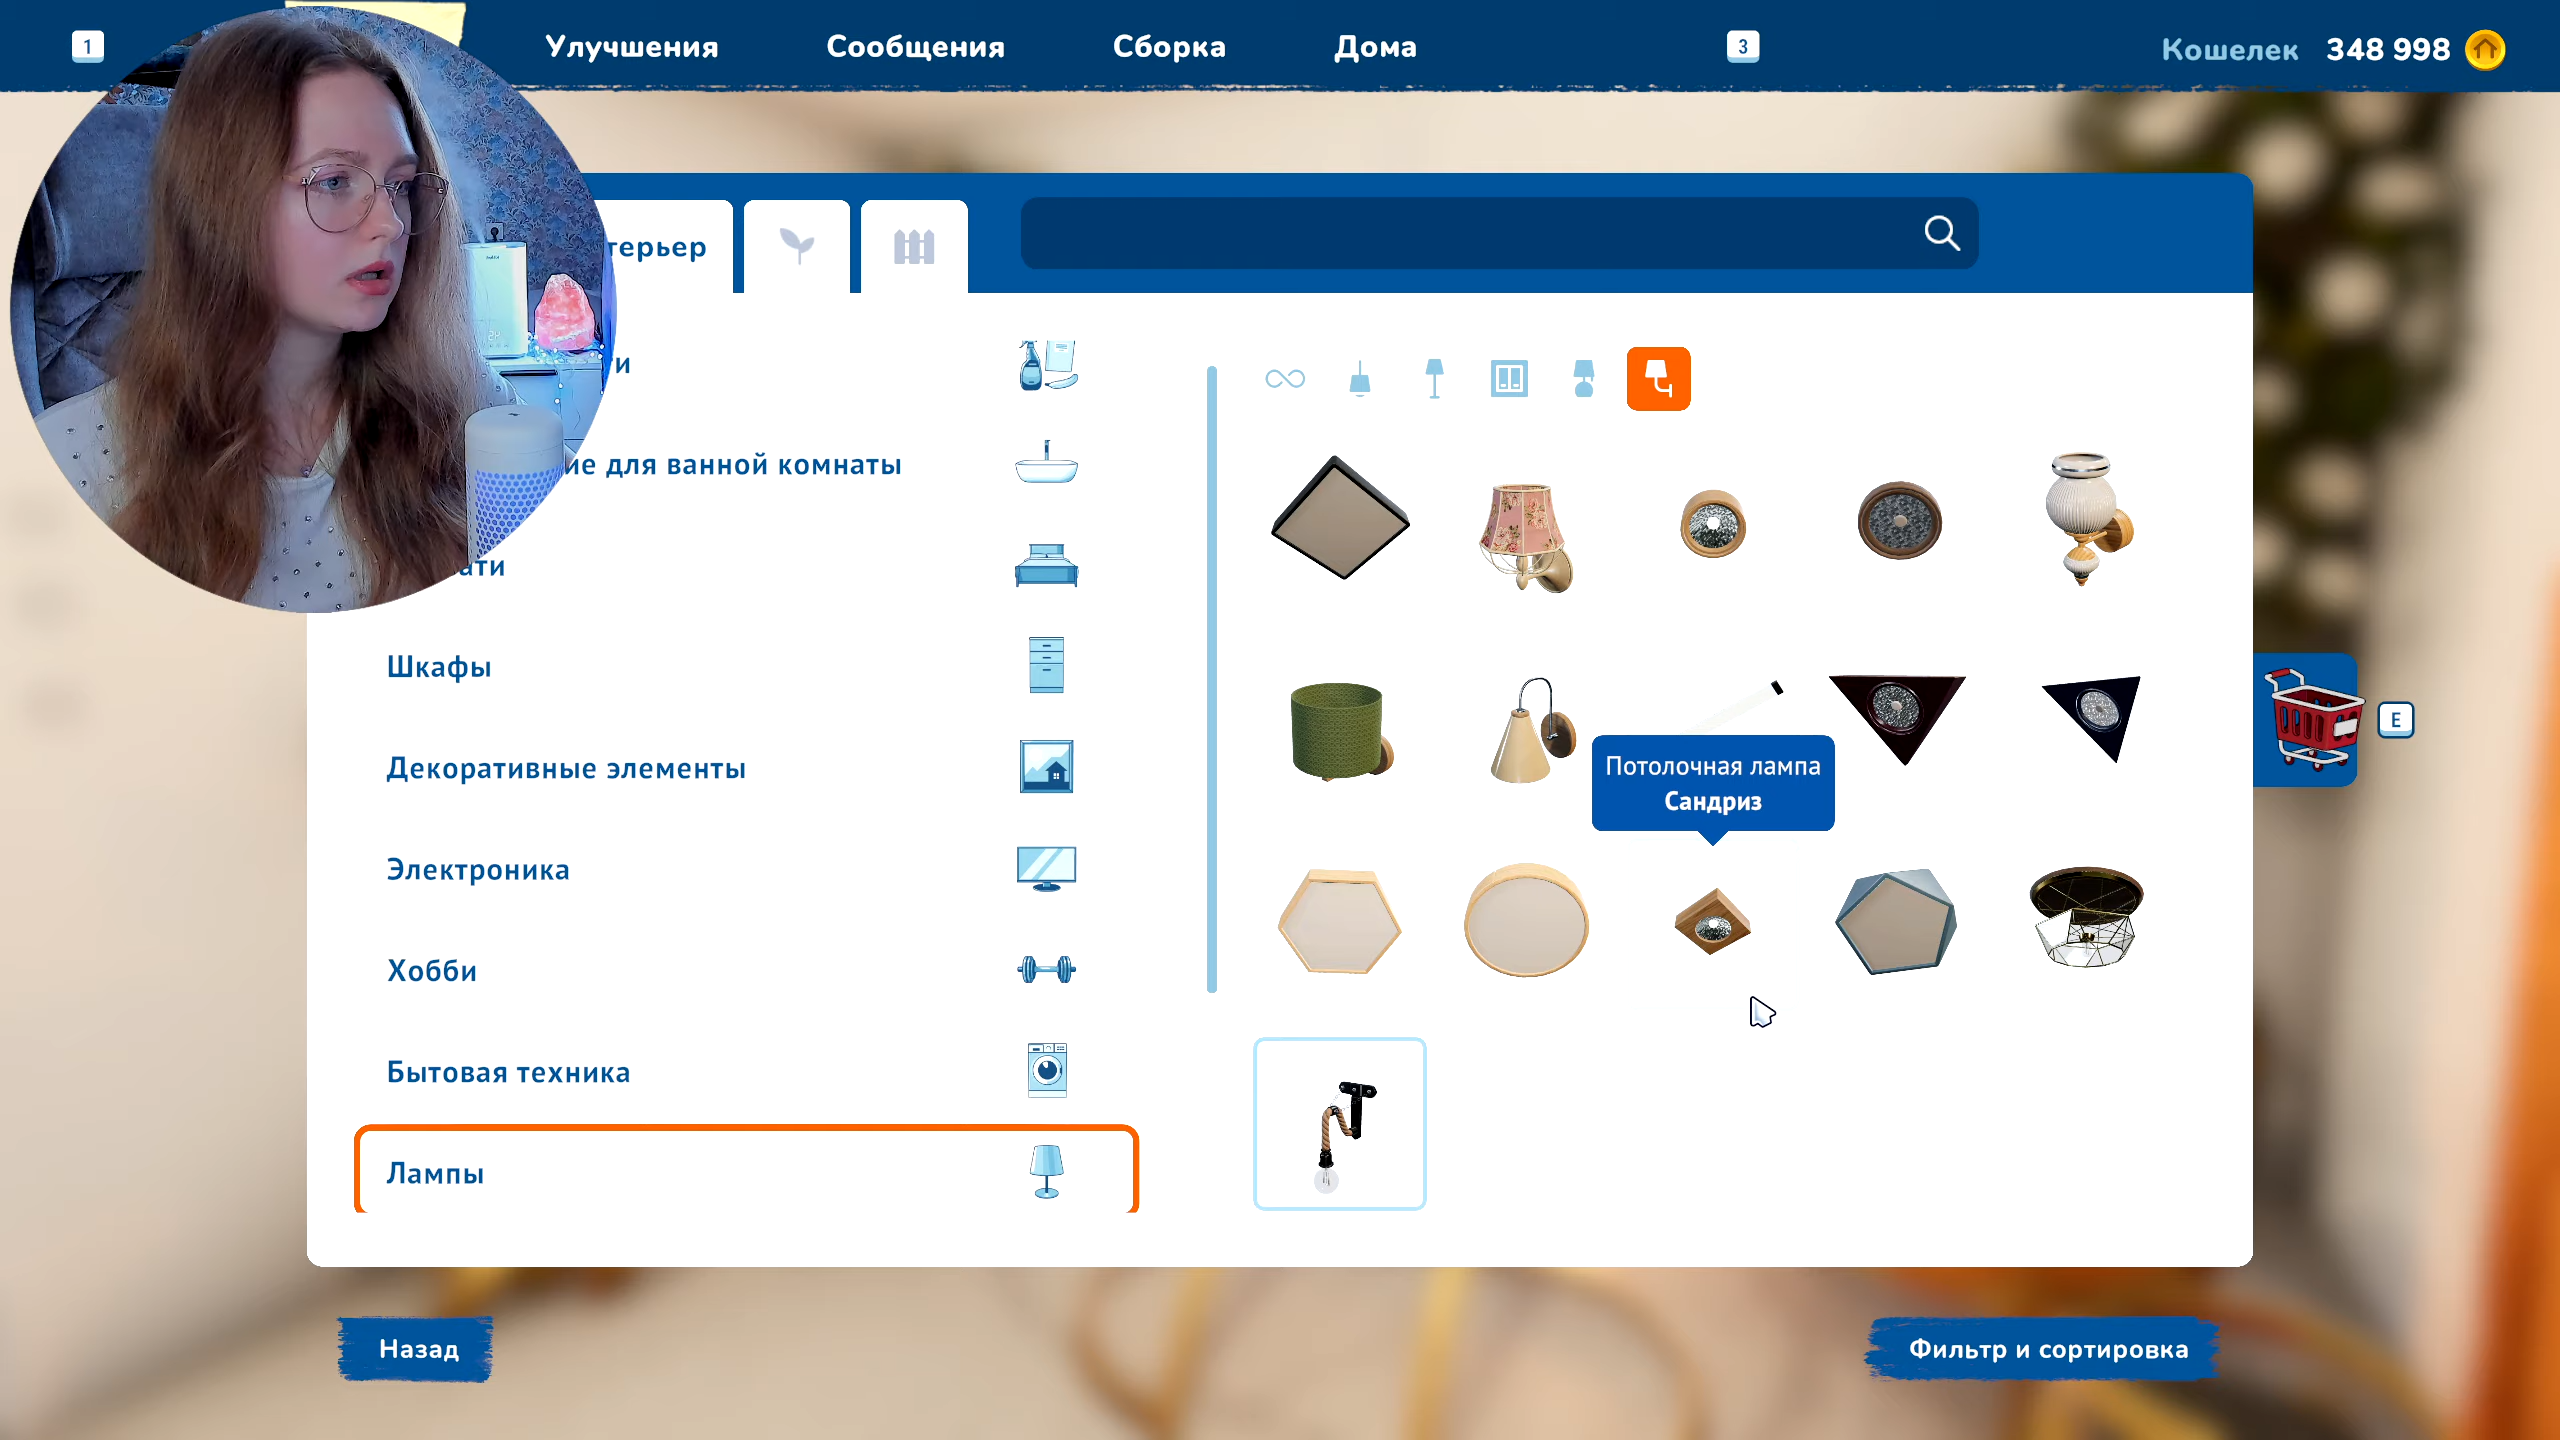 1
Улучшения
Сообщения
Сборка
Дома
3
Кошелек 348 998
терьер
ие для ванной комнаты
Шкафы
Декоративные элементы
Электроника
Хобби
Бытовая техника
Лампы
Потолочная лампа
Сандриз
E
Назад
Фильтр и сортировка